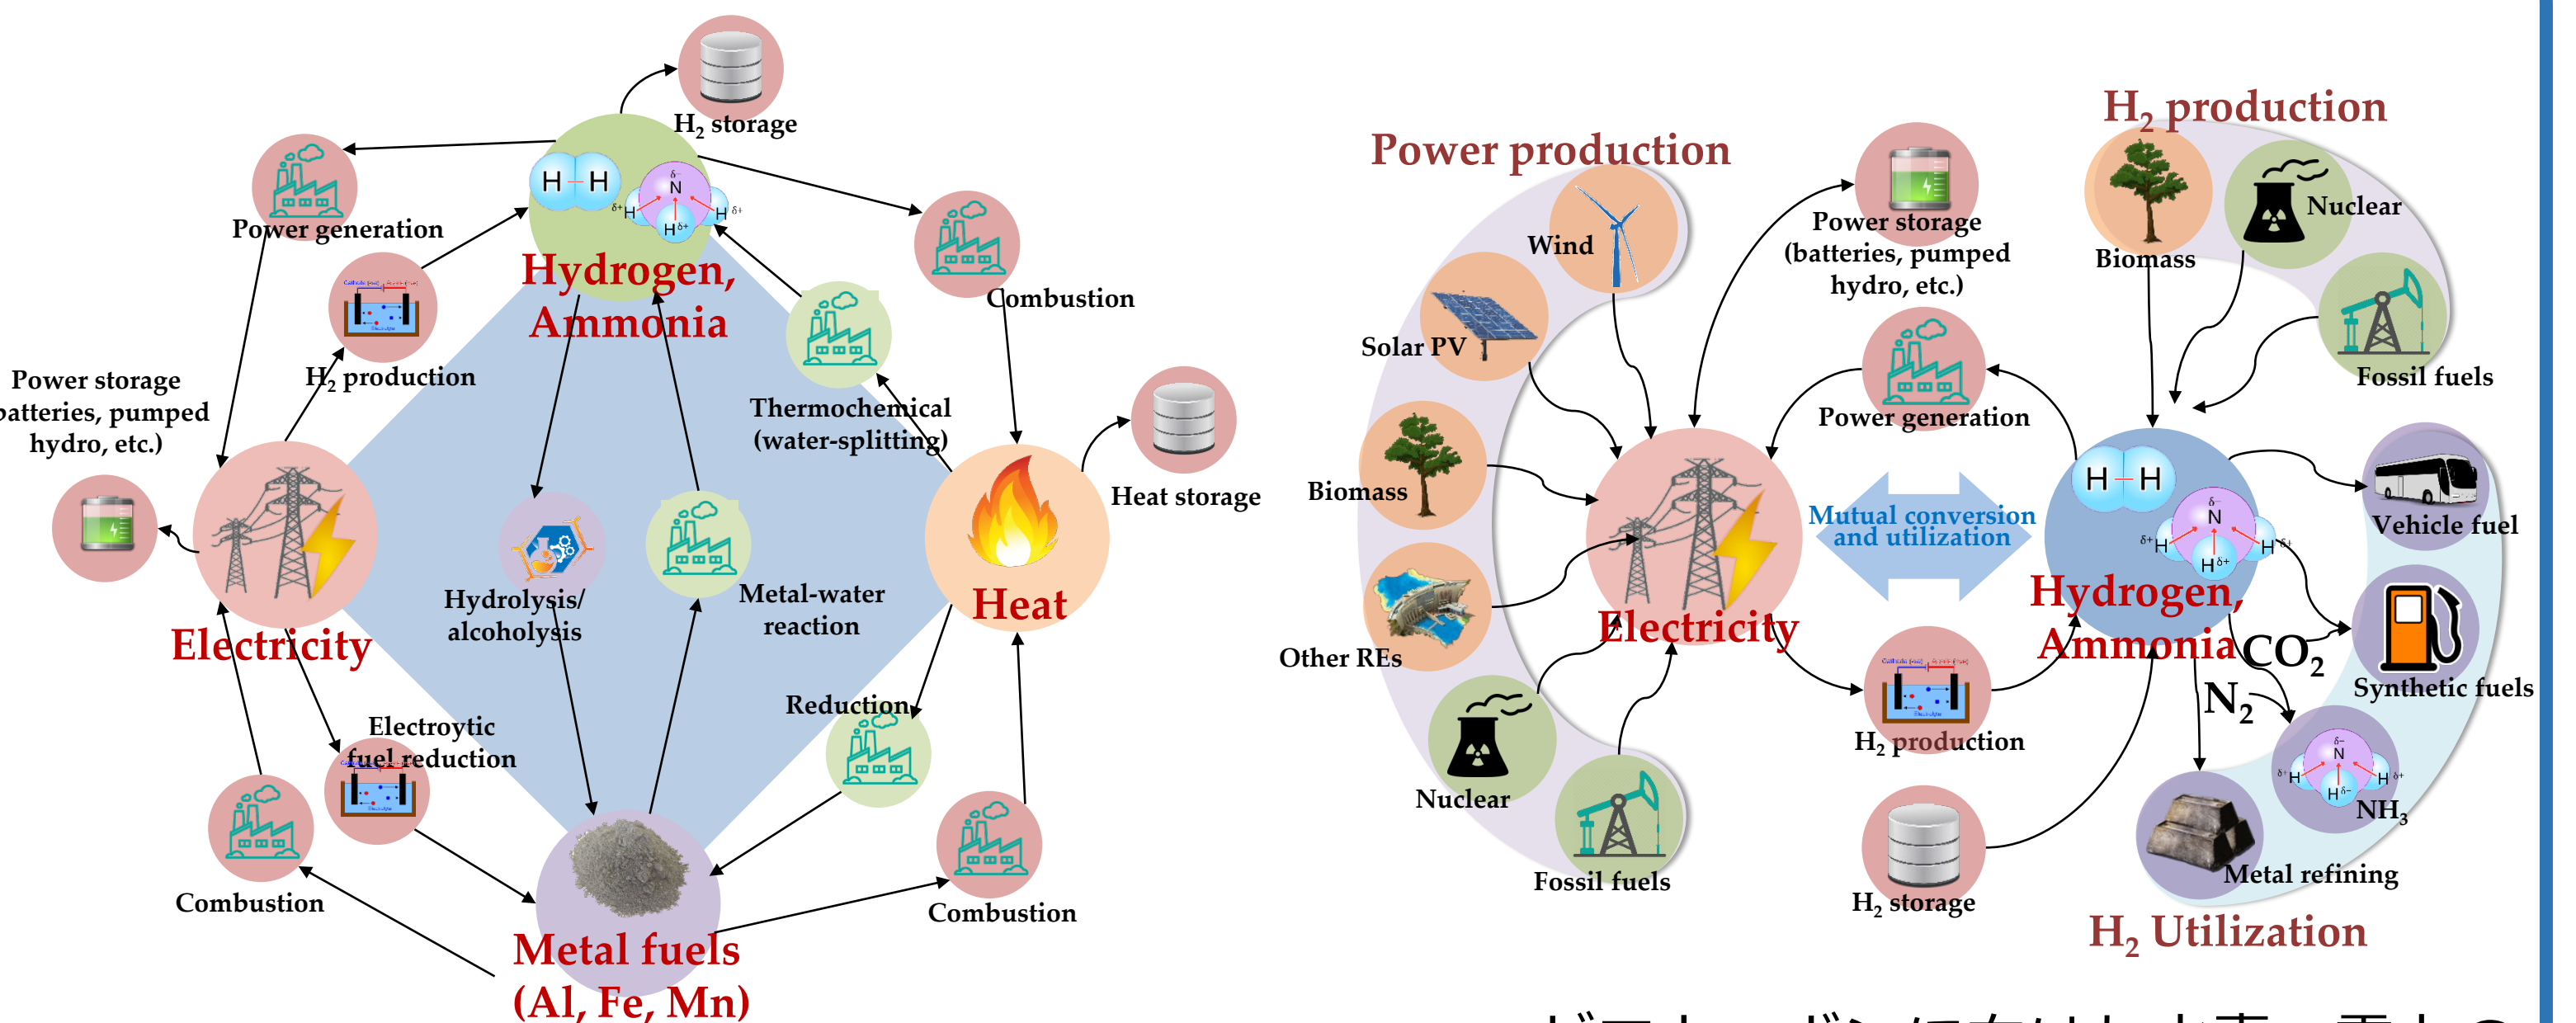 H2 storage
Power generation
H H
δ- N
δ+ H H δ+
H δ+
Hydrogen,
Ammonia
Combustion
H2 production
Thermochemical
(water-splitting)
Power storage
batteries, pumped
hydro, etc.)
Heat storage
Electricity
Hydrolysis/
alcoholysis
Metal-water
reaction
Heat
Reduction
Electroytic
fuel reduction
Combustion
Combustion
Metal fuels
(Al, Fe, Mn)
Power production
Wind
Solar PV
Biomass
Other REs
Nuclear
Fossil fuels
Power storage
(batteries, pumped
hydro, etc.)
Power generation
Mutual conversion
and utilization
Electricity
H2 production
H2 storage
H2 production
Biomass
Nuclear
Fossil fuels
H H
δ- N
δ+ H H δ+
H δ+
Hydrogen,
Ammonia
CO2
N2
Vehicle fuel
Synthetic fuels
δ- N
δ+ H H δ+
H δ-
NH3
Metal refining
H2 Utilization